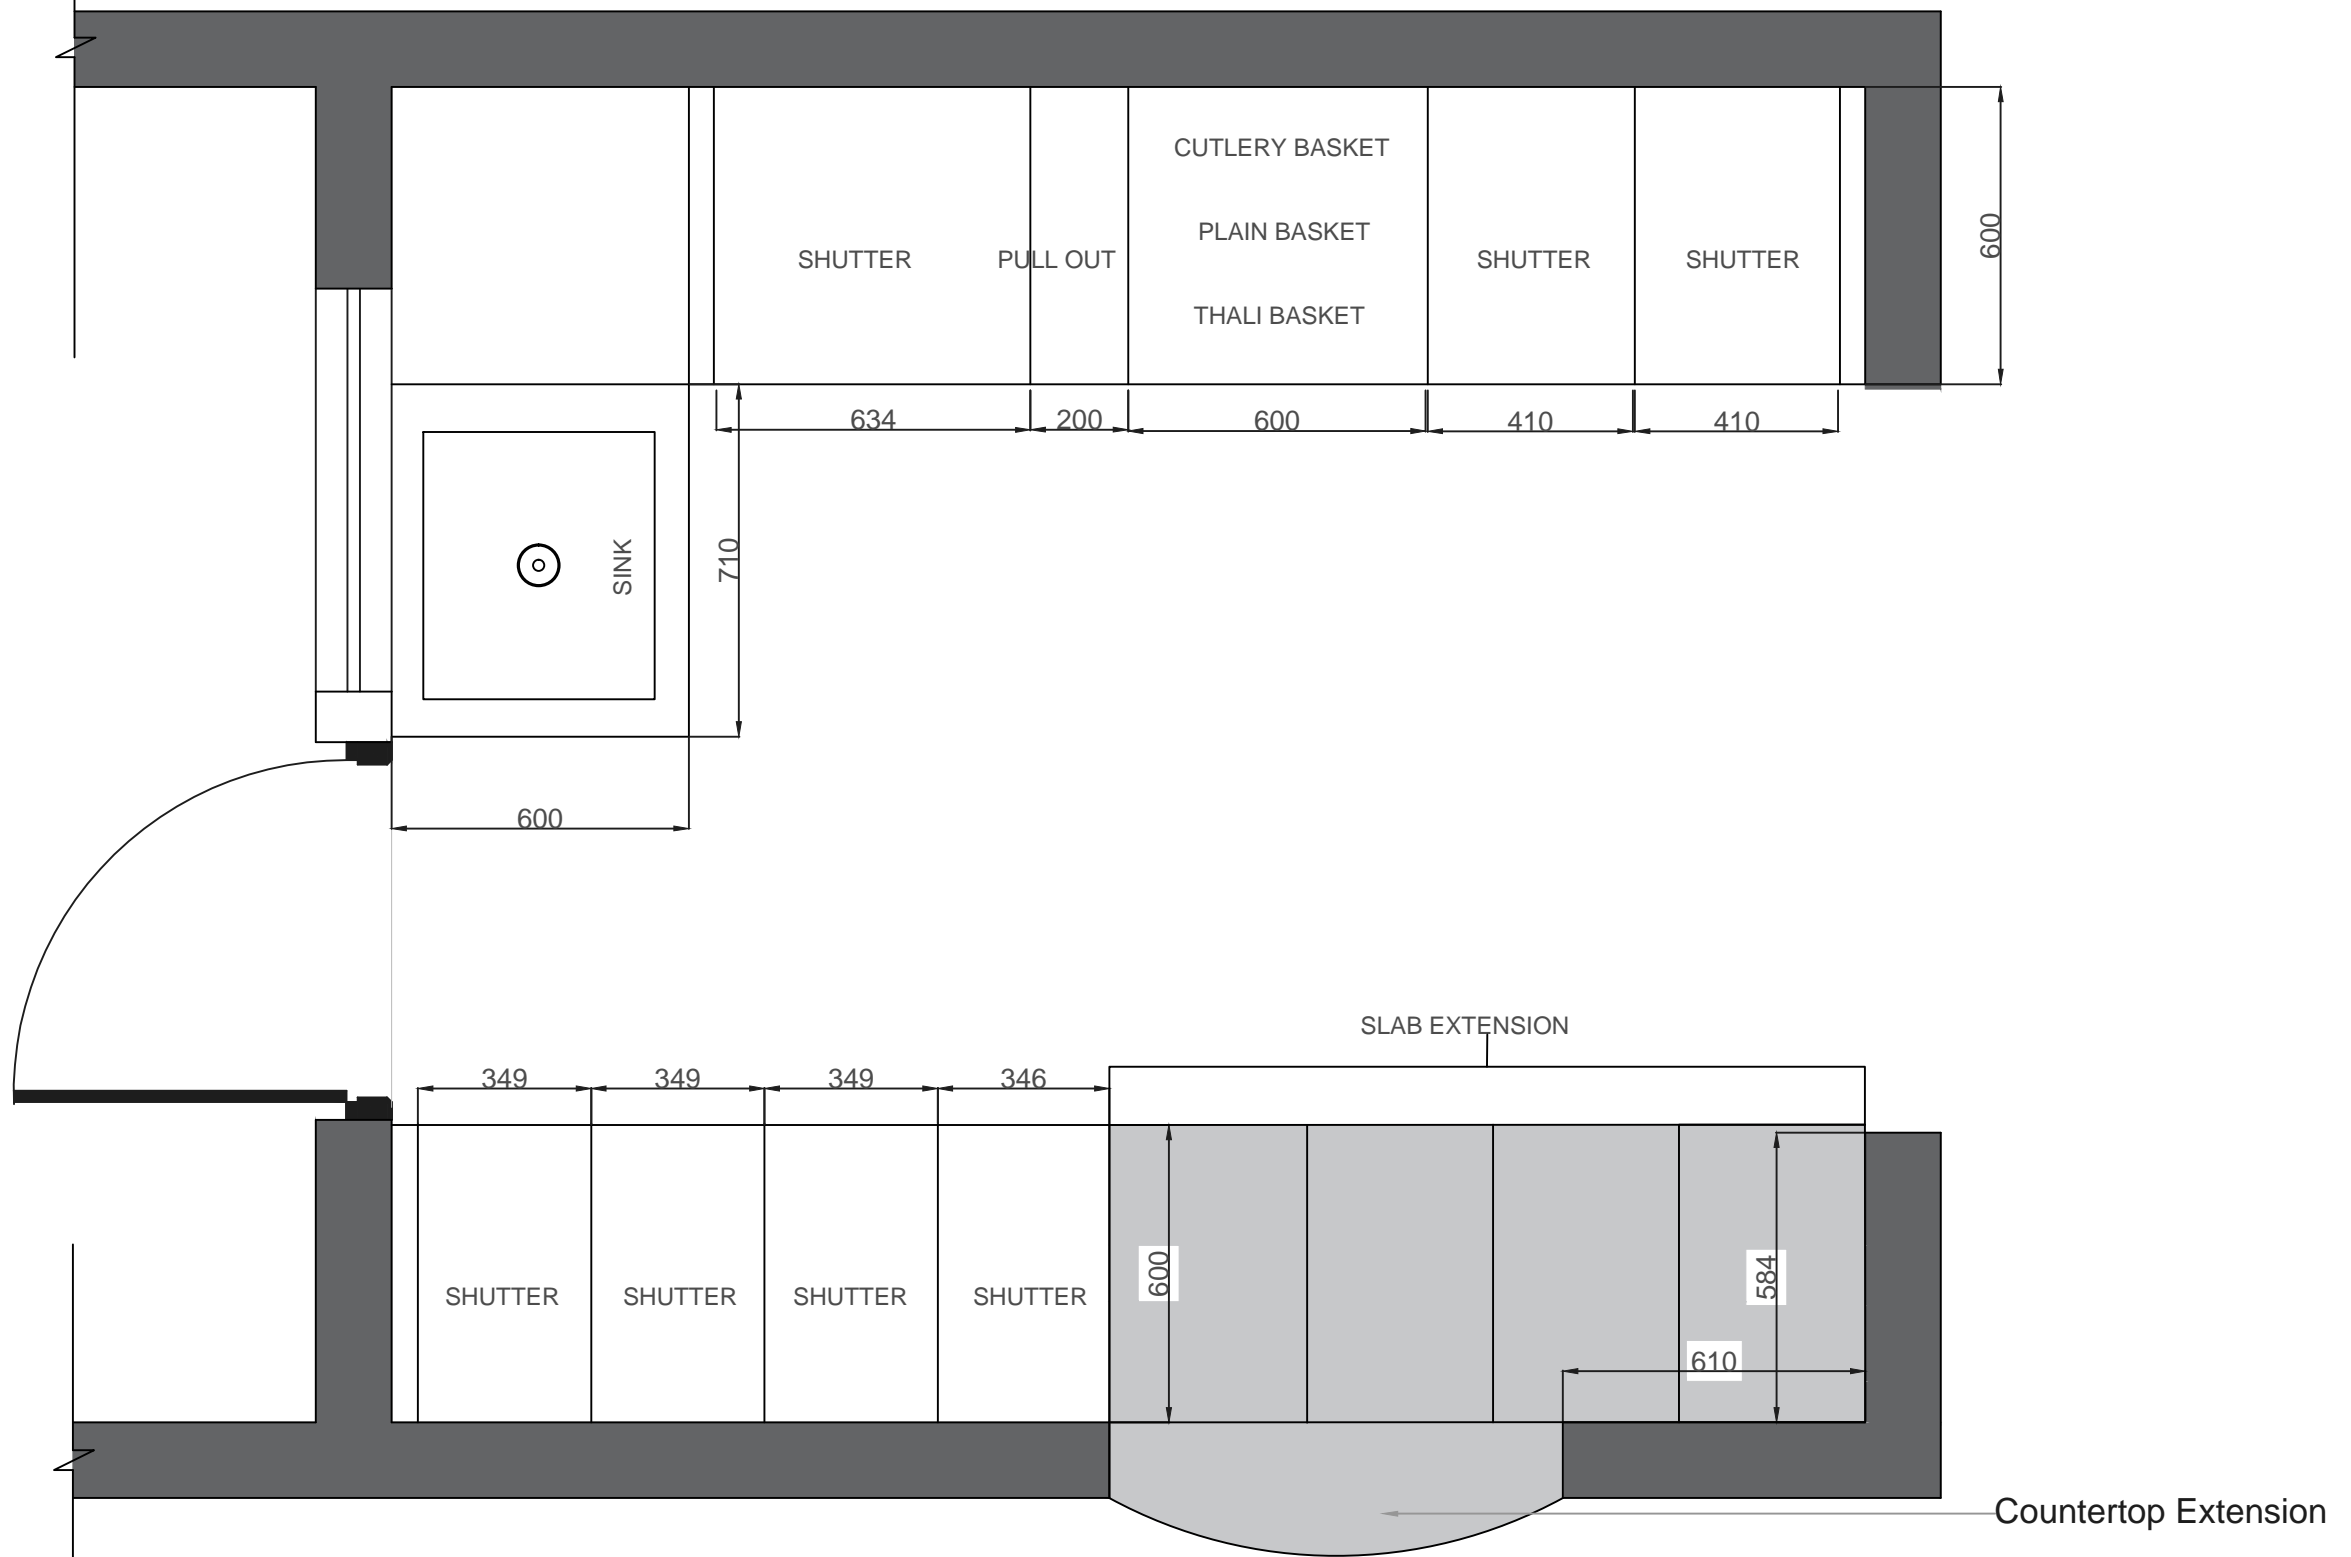 CUTLERY BASKET
PLAIN BASKET
THALI BASKET
SHUTTER
PULL OUT
SHUTTER
SHUTTER
600
634
200
600
410
410
SINK
710
600
SLAB EXTENSION
349
349
349
346
SHUTTER
SHUTTER
SHUTTER
SHUTTER
600
584
610
Countertop Extension